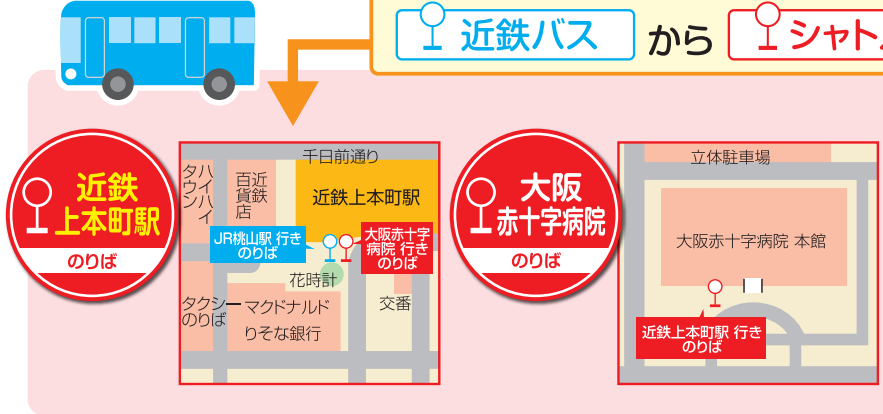 近鉄バス から シャト
近鉄
上本町駅
のりば
千日前通り
ハイハイ
タウン
近鉄
百貨店
近鉄上本町駅
JR桃山駅 行き
のりば
大阪赤十字
病院 行き
のりば
花時計
タクシー
のりば
マクドナルド
りそな銀行
交番
大阪
赤十字病院
のりば
立体駐車場
大阪赤十字病院 本館
近鉄上本町駅 行き
のりば